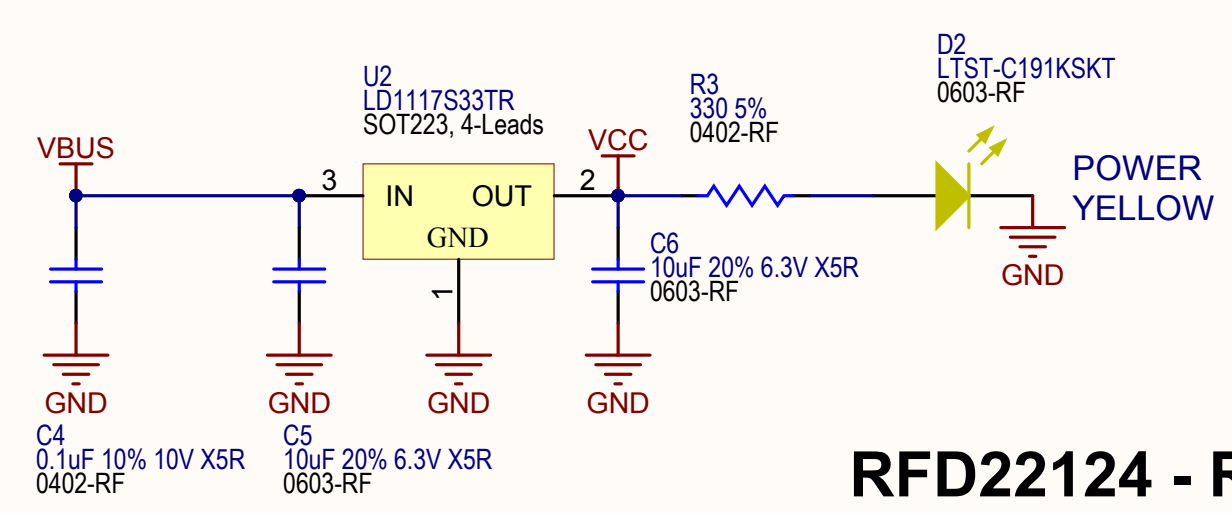 VBUS
U2
LD1117S33TR
SOT223, 4-Leads
3
IN
OUT
GND
1
2
VCC
R3
330 5%
0402-RF
D2
LTST-C191KSKT
0603-RF
POWER
YELLOW
GND
C6
10uF 20% 6.3V X5R
0603-RF
GND
GND
GND
GND
C4
0.1uF 10% 10V X5R
0402-RF
C5
10uF 20% 6.3V X5R
0603-RF
RFD22124 - R